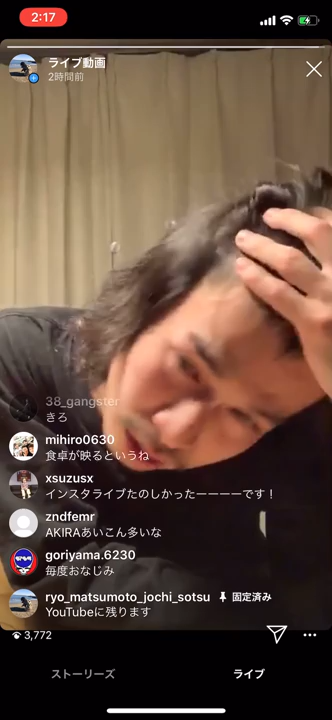 2:17
ライブ動画
2時間前
38_gangster
きろ
mihiro0630
食卓が映るというね
xsuzusx
インスタライブたのしかったーーーーです！
zndfemr
AKIRAあいこん多いな
goriyama.6230
毎度おなじみ
ryo_matsumoto_jochi_sotsu 固定済み
YouTubeに残ります
3,772
ストーリーズ ライブ